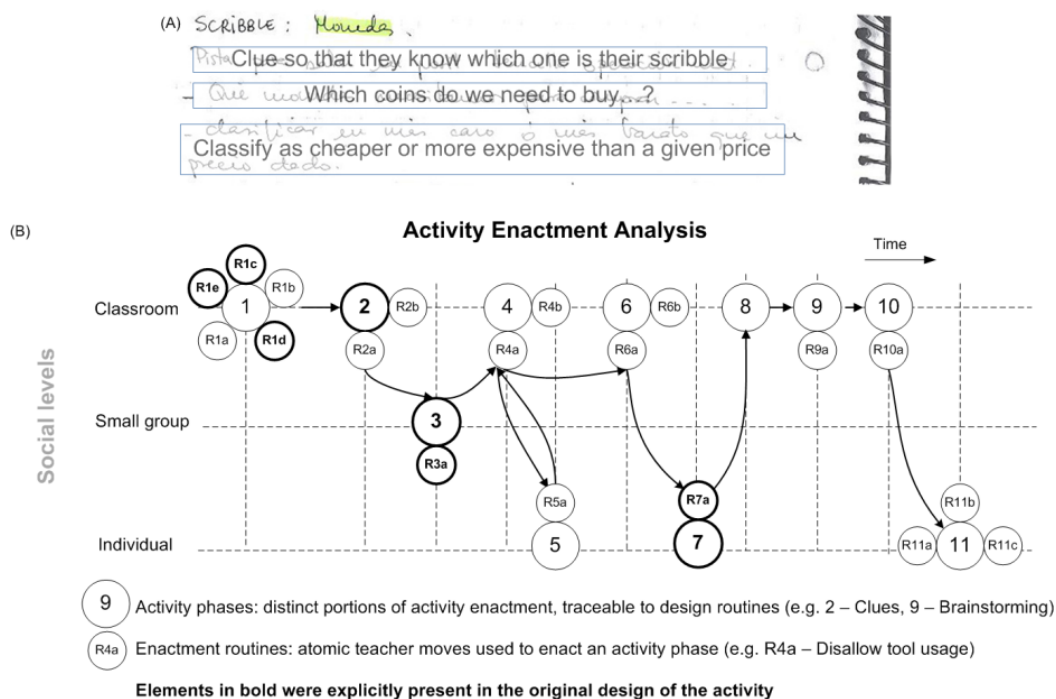 (A) SCRIBBLE: Monedas.
Clue so that they know which one is their scribble
Which coins do we need to buy...?
- clasificar en más caro o más barato que un
Classify as cheaper or more expensive than a given price
precio dado.
(B)
Activity Enactment Analysis
Time
Social levels
Classroom
Small group
Individual
R1c
R1e
R1b
1
R1a
R1d
2
R2b
R2a
3
R3a
4
R4b
R4a
R5a
5
6
R6b
R6a
R7a
7
8
9
R9a
10
R10a
R11b
R11a
11
R11c
9 Activity phases: distinct portions of activity enactment, traceable to design routines (e.g. 2 – Clues, 9 – Brainstorming)
R4a Enactment routines: atomic teacher moves used to enact an activity phase (e.g. R4a – Disallow tool usage)
Elements in bold were explicitly present in the original design of the activity